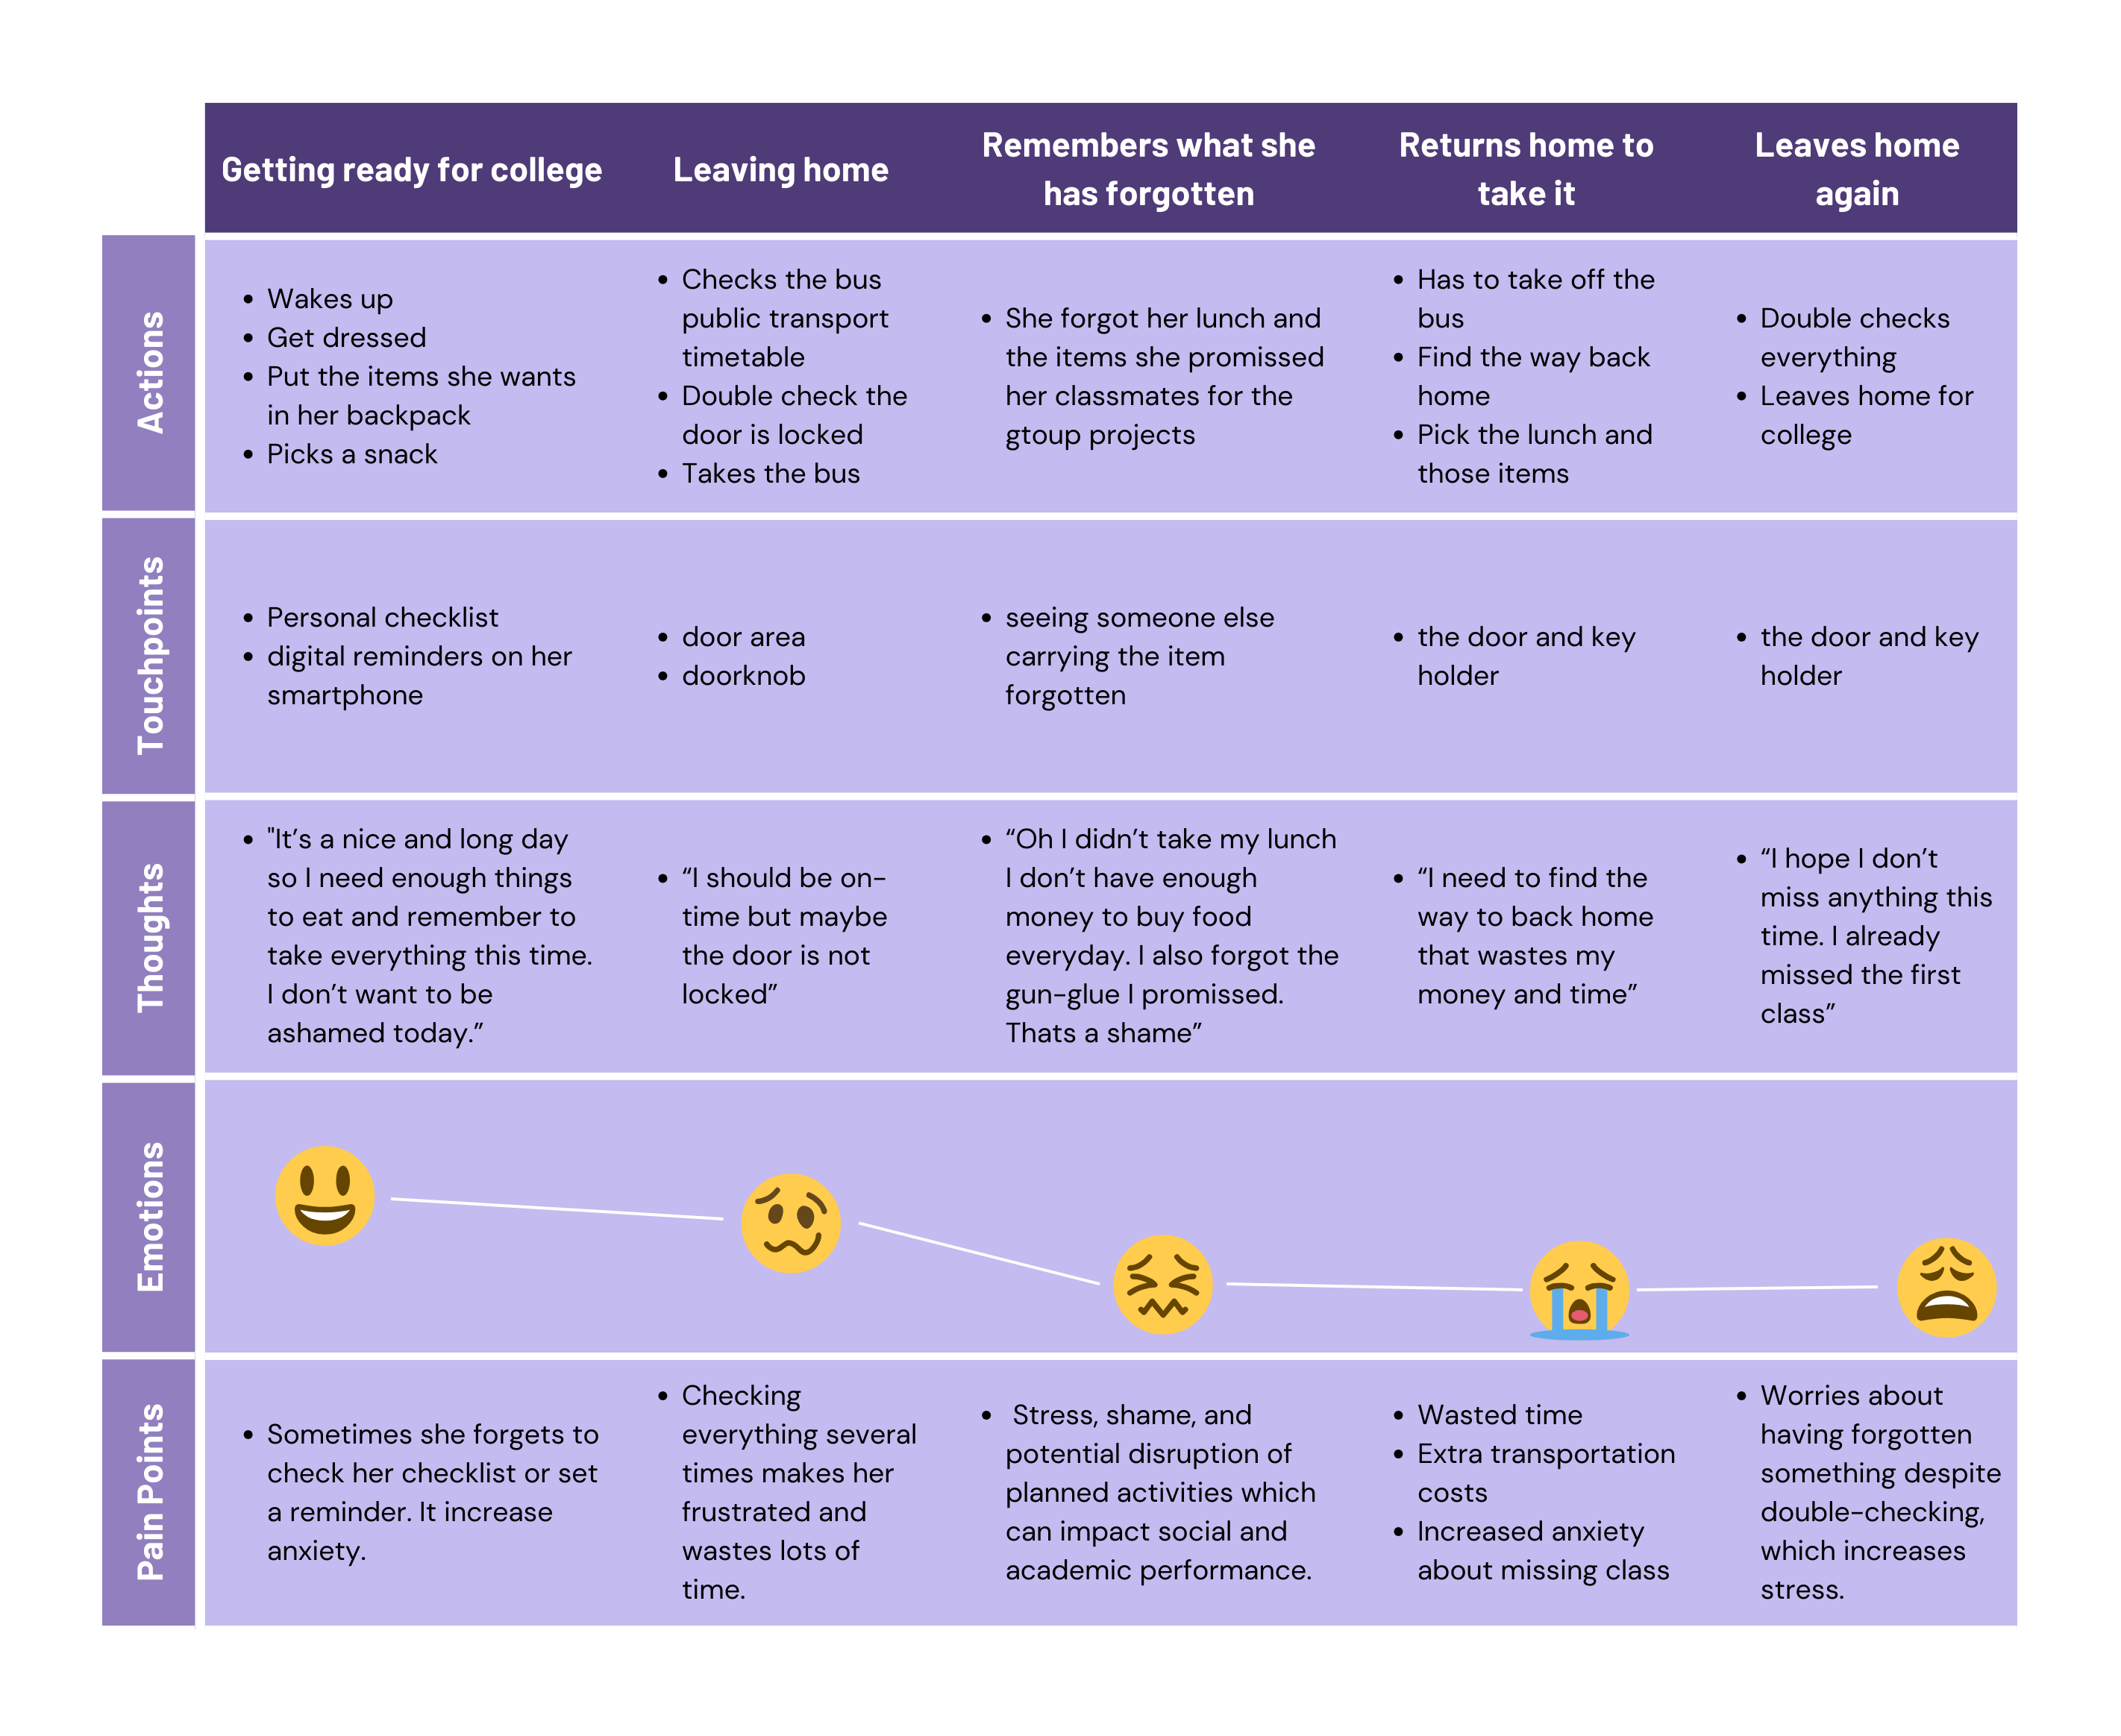 Getting ready for college
Leaving home
Remembers what she
has forgotten
Returns home to
take it
Leaves home
again
Actions
• Wakes up
• Get dressed
• Put the items she wants
in her backpack
• Picks a snack
• Checks the bus
public transport
timetable
• Double check the
door is locked
• Takes the bus
• She forgot her lunch and
the items she promissed
her classmates for the
gtoup projects
• Has to take off the
bus
• Find the way back
home
• Pick the lunch and
those items
• Double checks
everything
• Leaves home for
college
Touchpoints
• Personal checklist
• digital reminders on her
smartphone
• door area
• doorknob
• seeing someone else
carrying the item
forgotten
• the door and key
holder
• the door and key
holder
Thoughts
• "It’s a nice and long day
so I need enough things
to eat and remember to
take everything this time.
I don’t want to be
ashamed today.”
• “I should be on-
time but maybe
the door is not
locked”
• “Oh I didn’t take my lunch
I don’t have enough
money to buy food
everyday. I also forgot the
gun-glue I promissed.
Thats a shame”
• “I need to find the
way to back home
that wastes my
money and time”
• “I hope I don’t
miss anything this
time. I already
missed the first
class”
Emotions
Pain Points
• Sometimes she forgets to
check her checklist or set
a reminder. It increase
anxiety.
• Checking
everything several
times makes her
frustrated and
wastes lots of
time.
• Stress, shame, and
potential disruption of
planned activities which
can impact social and
academic performance.
• Wasted time
• Extra transportation
costs
• Increased anxiety
about missing class
• Worries about
having forgotten
something despite
double-checking,
which increases
stress.